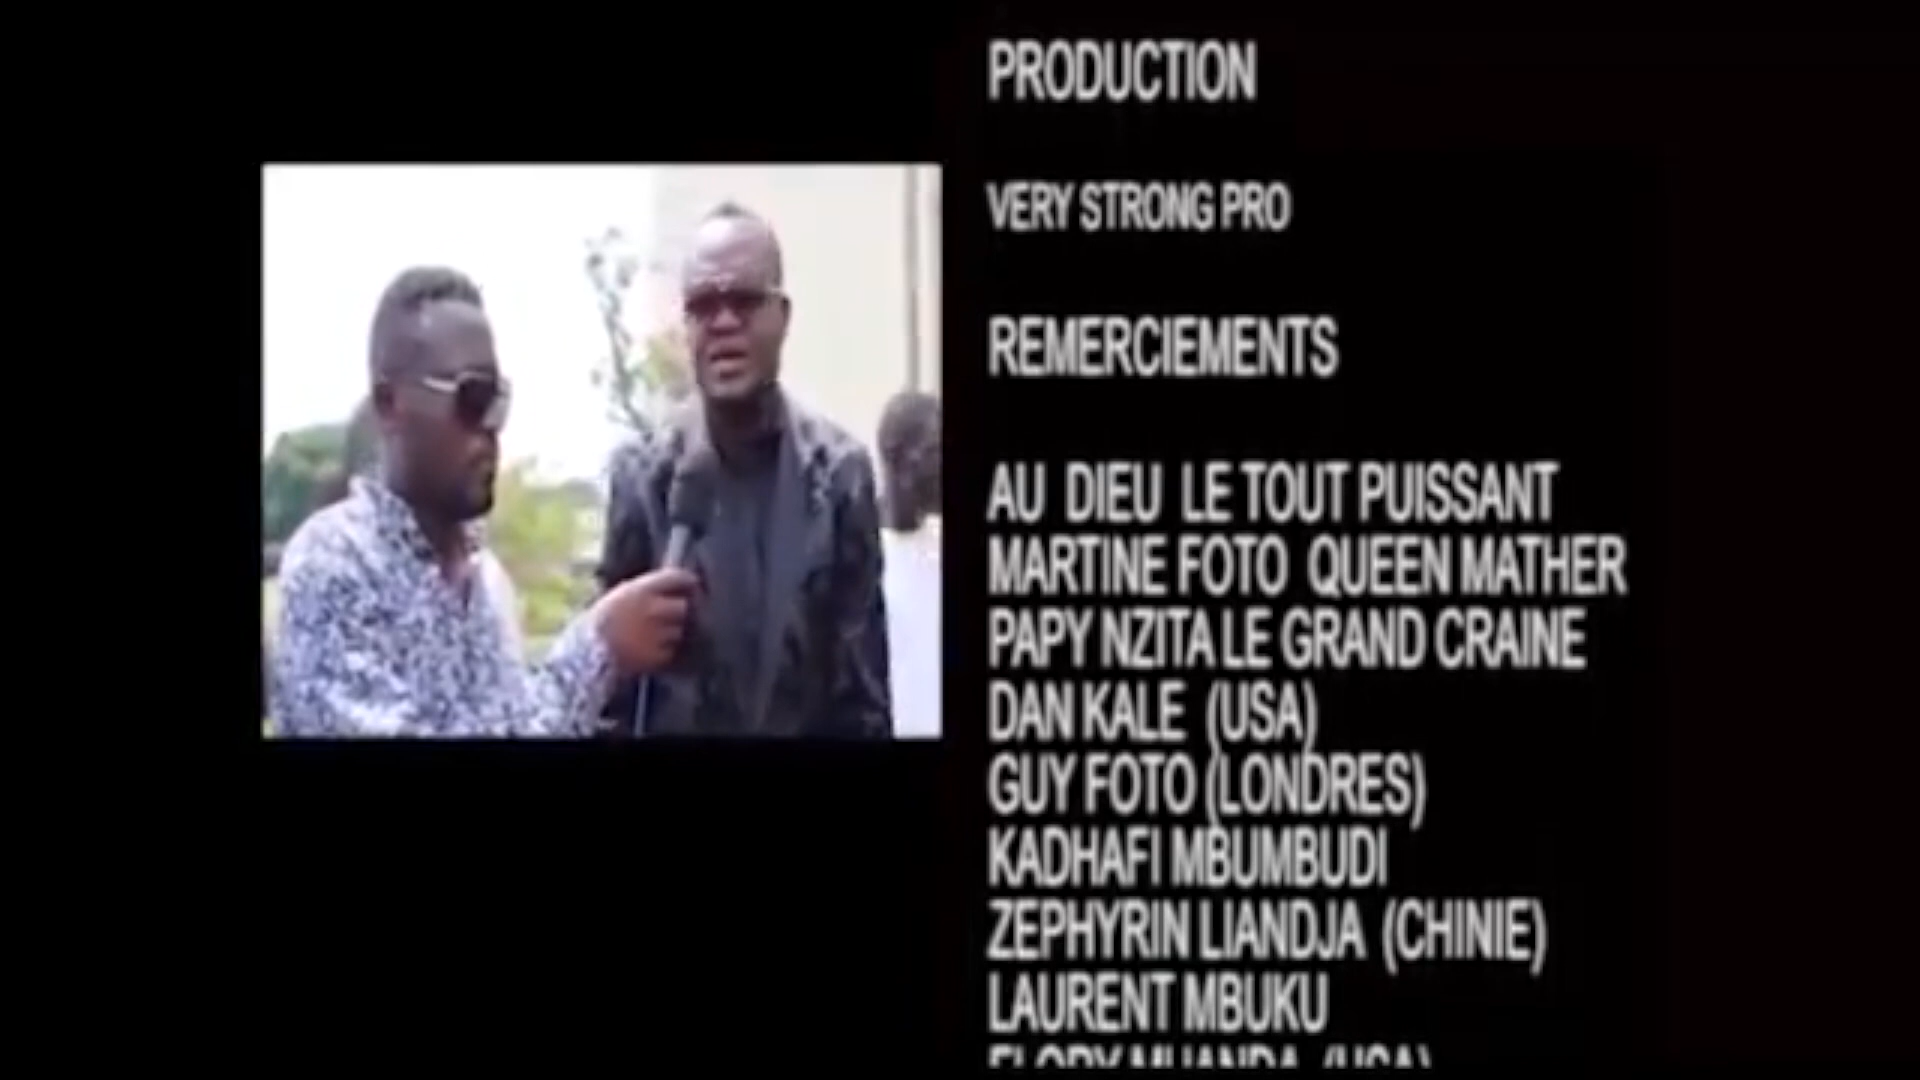 PRODUCTION
VERY STRONG PRO
REMERCIEMENTS
AU DIEU LE TOUT PUISSANT
MARTINE FOTO QUEEN MATHER
PAPY NZITA LE GRAND CRAINE
DAN KALE (USA)
GUY FOTO (LONDRES)
KADHAFI MBUMBUDI
ZEPHYRIN LIANDJA (CHINIE)
LAURENT MBUKU
(USA)